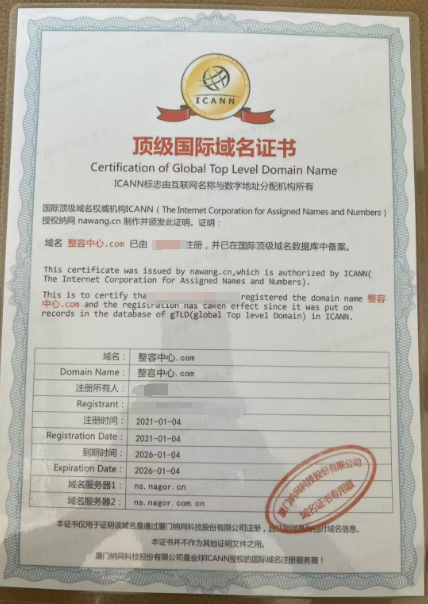 ICANN
顶级国际域名证书
Certification of Global Top Level Domain Name
ICANN标志由互联网名称与数字地址分配机构所有
国际顶级域名权威机构ICANN（The Internet Corporation for Assigned Names and Numbers）
授权纳网 nawang.cn 制作并颁发此证明。证明：
域名 整容中心.com 已由 注册，并已在国际顶级域名数据库中备案。
This certificate was issued by nawang.cn,which is authorized by ICANN(
The Internet Corporation for Assigned Names and Numbers).
This is to certify tha registered the domain name 整容
中心.com and the registration has taken effect since it was put on
records in the database of gTLD(global Top level Domain) in ICANN.
域名： 整容中心.com
Domain Name： 整容中心.com
注册所有人：
Registrant：
注册时间： 2021-01-04
Registration Date： 2021-01-04
到期时间： 2026-01-04
Expiration Date： 2026-01-04
域名服务器1： ns.nagor.cn
域名服务器2： ns.nagor.com.cn
厦门纳网科技股份有限公司
域名证书专用章
本证书仅用于证明该域名是通过厦门纳网科技股份有限公司注册，且 时域名信息。
本证书并不作为其他证明文件之用。
厦门纳网科技股份有限公司是全球ICANN授权的国际域名注册服务商！